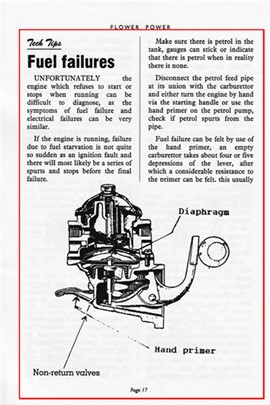 FLOWER POWER
Tech Tips
Fuel failures
UNFORTUNATELY the
engine which refuses to start or
stops when running can be
difficult to diagnose, as the
symptoms of fuel failure and
electrical failures can be very
similar.
If the engine is running, failure
due to fuel starvation is not quite
so sudden as an ignition fault and
there will most likely be a series of
spurts and stops before the final
failure.
Make sure there is petrol in the
tank, gauges can stick or indicate
that there is petrol when in reality
there is none.
Disconnect the petrol feed pipe
at its union with the carburettor
and either turn the engine by hand
via the starting handle or use the
hand primer on the petrol pump,
check if petrol spurts from the
pipe.
Fuel failure can be felt by use of
the hand primer, an empty
carburettor takes about four or five
depressions of the lever, after
which a considerable resistance to
the primer can be felt. this usually
Diaphragm
Hand primer
Non-return valves
Page 17